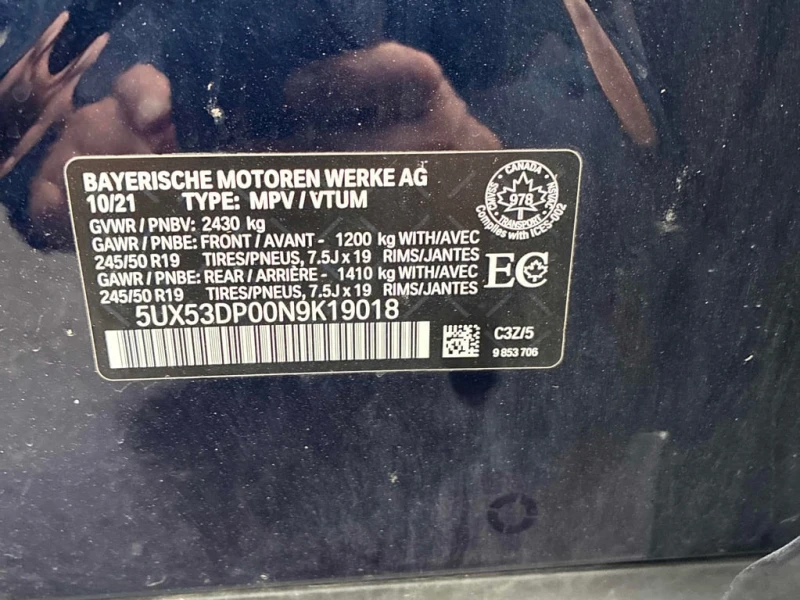 BAYERISCHE MOTOREN WERKE AG
10/21 TYPE: MPV / VTUM
GVWR / PNBV: 2430 kg
GAWR / PNBE: FRONT / AVANT - 1200 kg WITH/AVEC
245/50 R19 TIRES/PNEUS, 7.5J x 19 RIMS/JANTES
GAWR / PNBE: REAR / ARRIÈRE - 1410 kg WITH/AVEC
245/50 R19 TIRES/PNEUS, 7.5J x 19 RIMS/JANTES
5UX53DP00N9K19018
CANADA
CMVSS
978
NSVAC
TRANSPORT
Complies with ICES-002
EC
C3Z/5
9 853 706